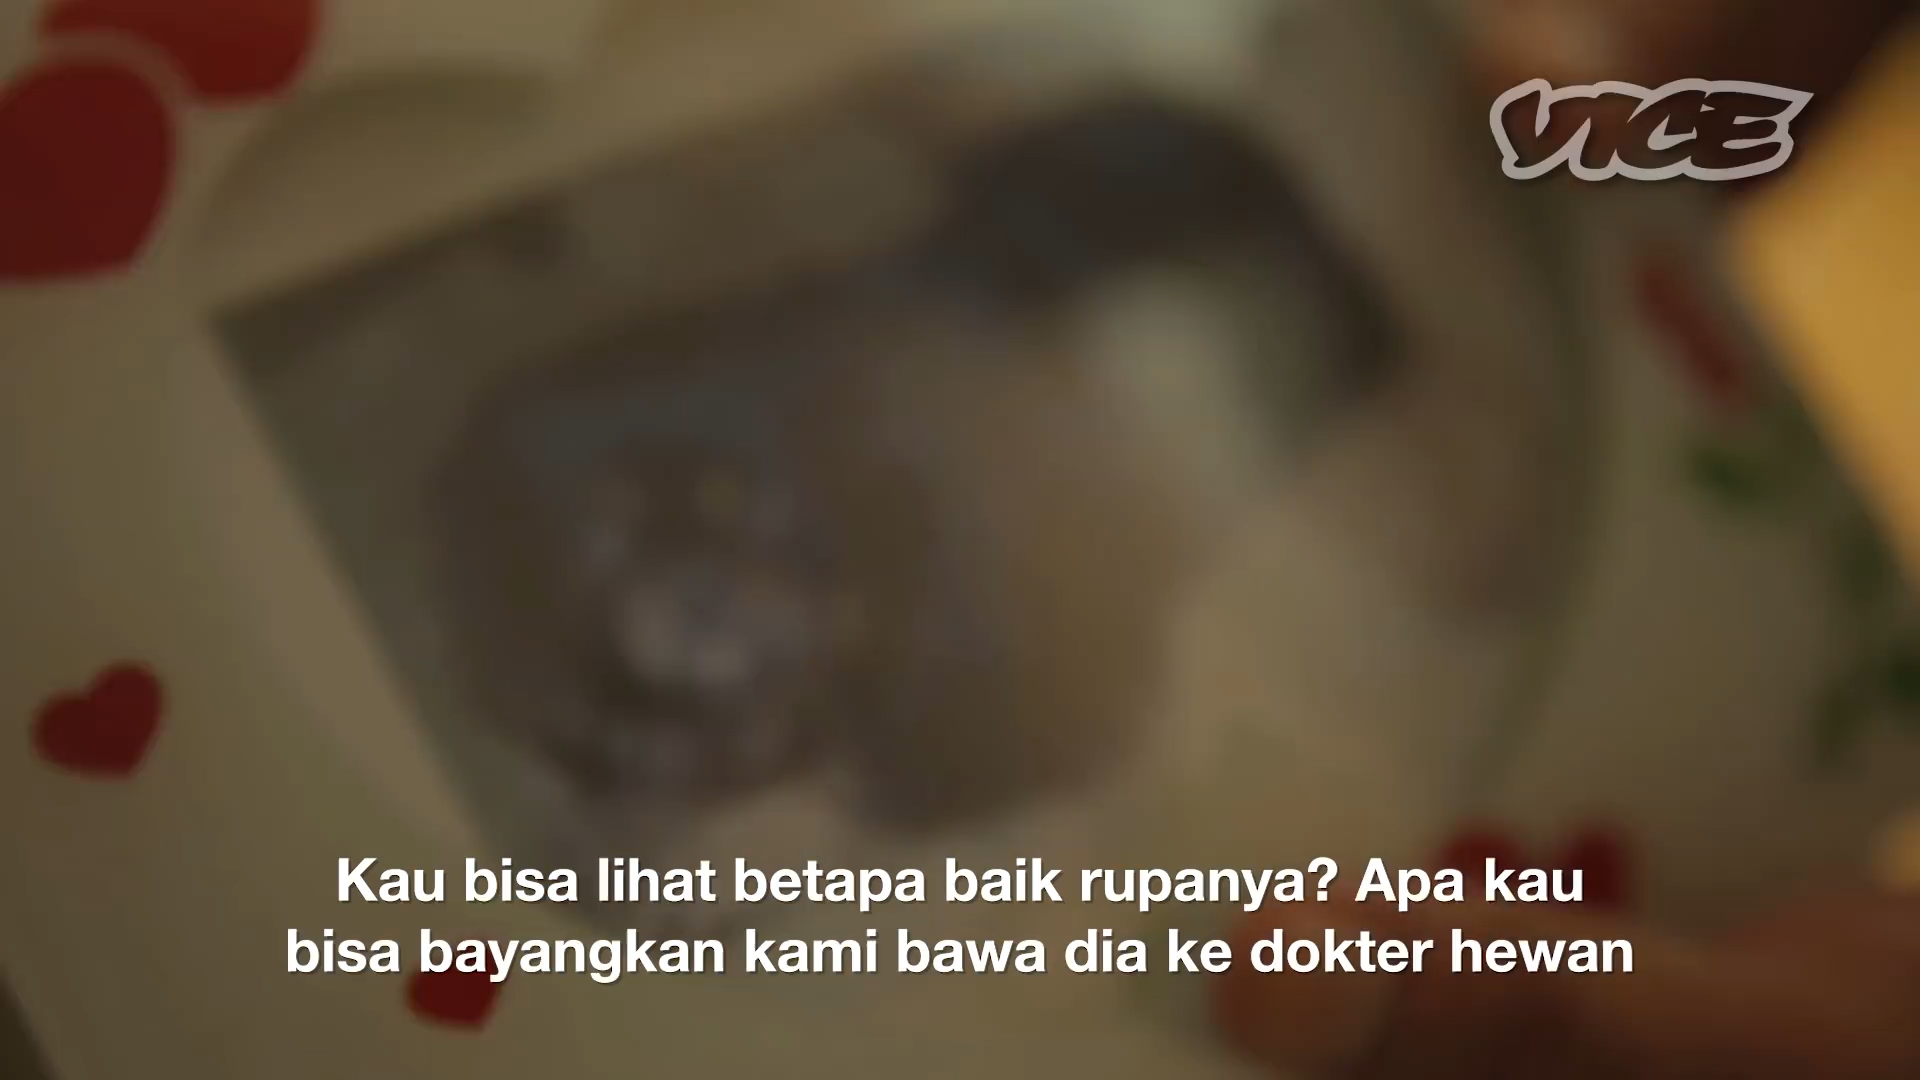 VICE
Kau bisa lihat betapa baik rupanya? Apa kau
bisa bayangkan kami bawa dia ke dokter hewan